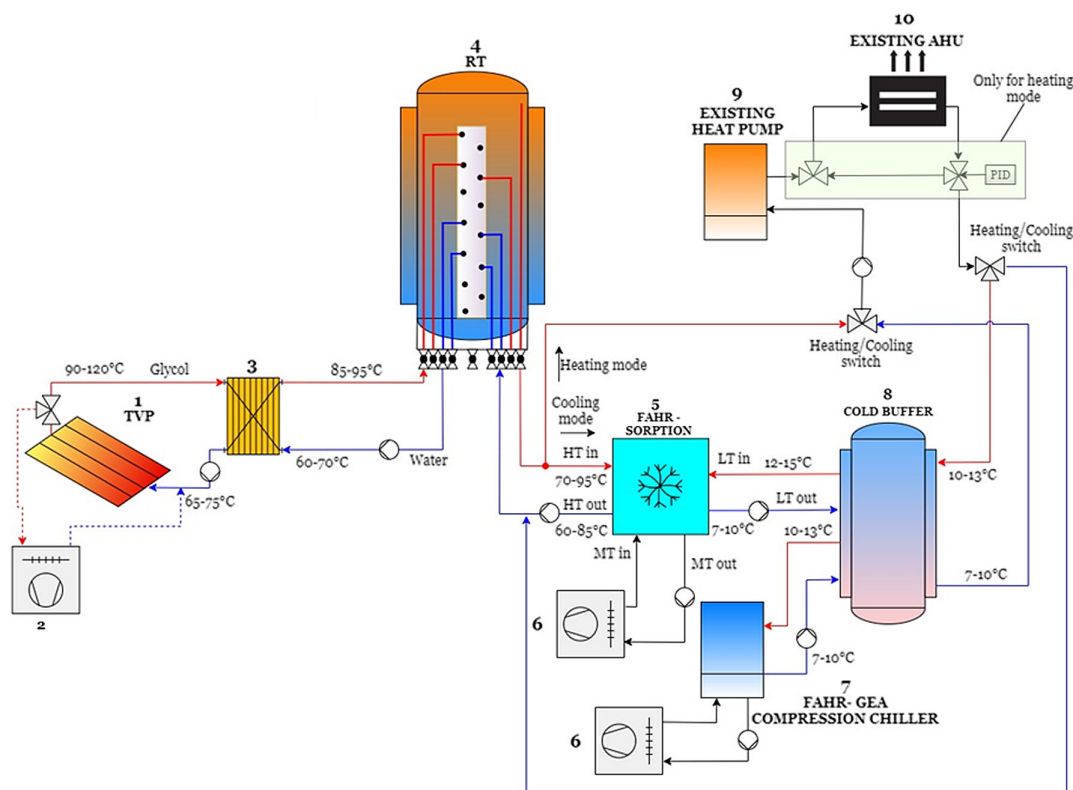 10
EXISTING AHU
4
RT
Only for heating
mode
9
EXISTING
HEAT PUMP
PID
Heating/Cooling
switch
Heating/Cooling
switch
90-120°C
Glycol
3
85-95°C
1
TVP
60-70°C
Water
65-75°C
2
Heating mode
Cooling
mode
5
FAHR-
SORPTION
8
COLD BUFFER
HT in
70-95°C
LT in
12-15°C
10-13°C
HT out
60-85°C
LT out
7-10°C
10-13°C
MT in
MT out
7-10°C
6
7-10°C
7
FAHR- GEA
COMPRESSION CHILLER
6